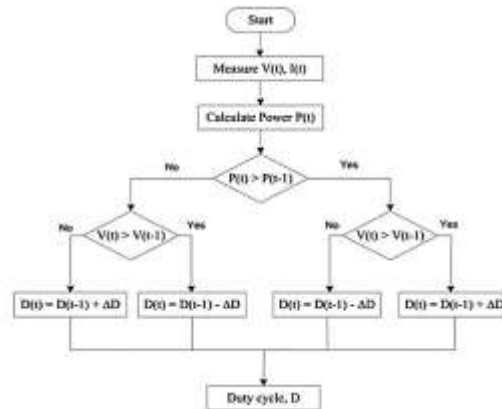 Start
Measure V(t), I(t)
Calculate Power P(t)
No
P(t) > P(t-1)
Yes
No
V(t) > V(t-1)
Yes
No
V(t) > V(t-1)
Yes
D(t) = D(t-1) + ΔD
D(t) = D(t-1) - ΔD
D(t) = D(t-1) - ΔD
D(t) = D(t-1) + ΔD
Duty cycle, D